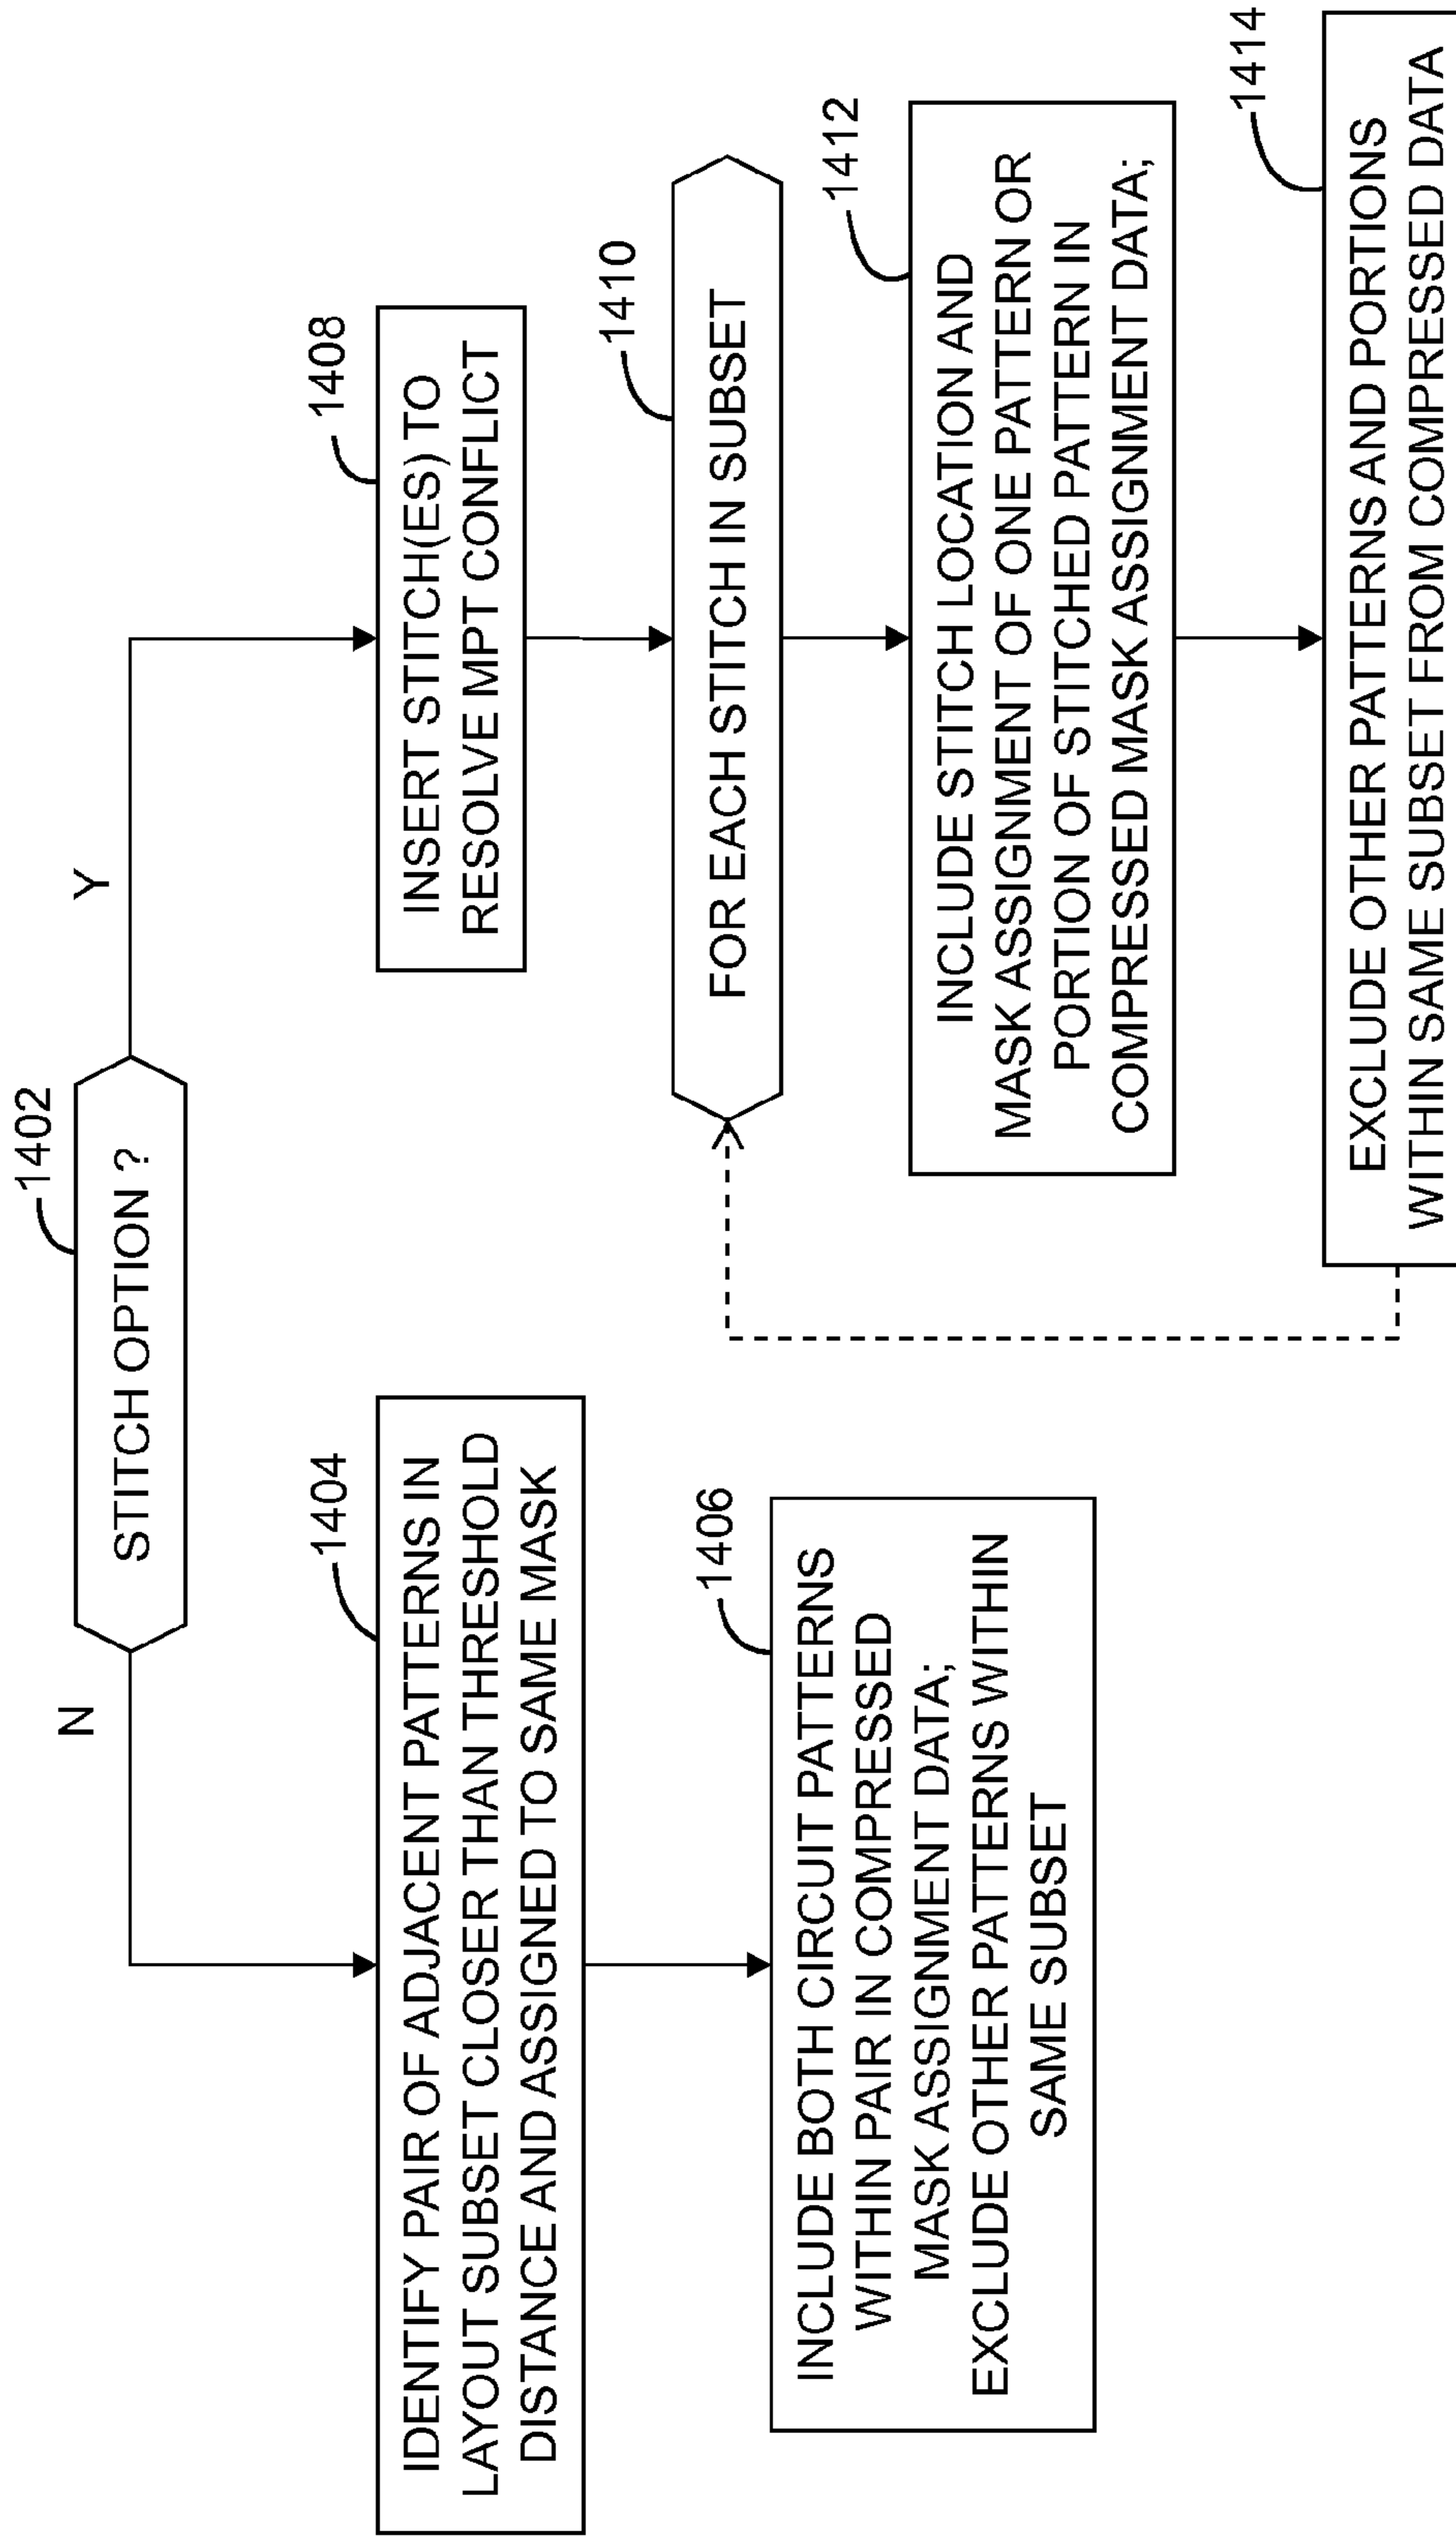 1402
STITCH OPTION ?
N
Y
1404
IDENTIFY PAIR OF ADJACENT PATTERNS IN
LAYOUT SUBSET CLOSER THAN THRESHOLD
DISTANCE AND ASSIGNED TO SAME MASK
1406
INCLUDE BOTH CIRCUIT PATTERNS
WITHIN PAIR IN COMPRESSED
MASK ASSIGNMENT DATA;
EXCLUDE OTHER PATTERNS WITHIN
SAME SUBSET
1408
INSERT STITCH(ES) TO
RESOLVE MPT CONFLICT
1410
FOR EACH STITCH IN SUBSET
1412
INCLUDE STITCH LOCATION AND
MASK ASSIGNMENT OF ONE PATTERN OR
PORTION OF STITCHED PATTERN IN
COMPRESSED MASK ASSIGNMENT DATA;
1414
EXCLUDE OTHER PATTERNS AND PORTIONS
WITHIN SAME SUBSET FROM COMPRESSED DATA